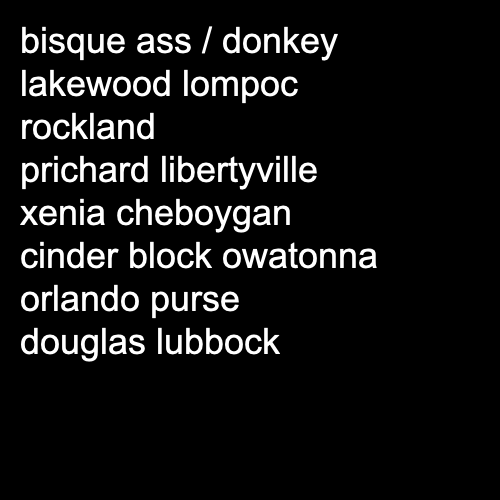 bisque ass / donkey
lakewood lompoc
rockland
prichard libertyville
xenia cheboygan
cinder block owatonna
orlando purse
douglas lubbock